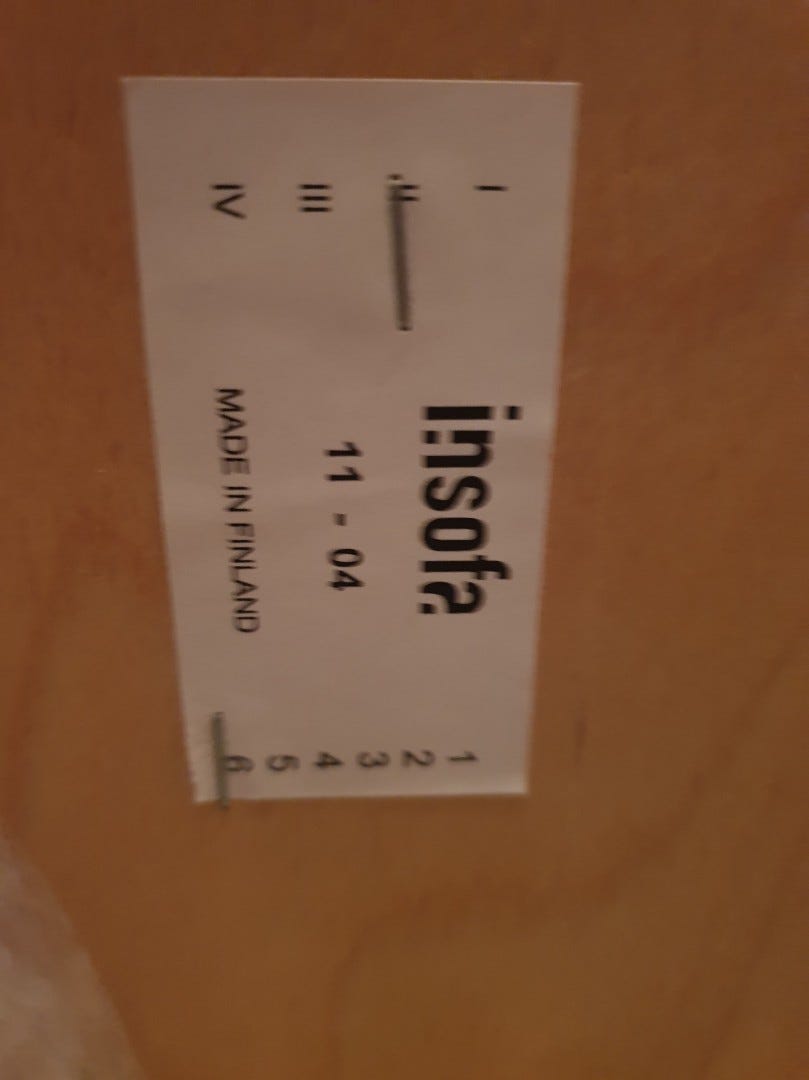 insofa
11 - 04
MADE IN FINLAND
I
II
III
IV
1
2
3
4
5
6